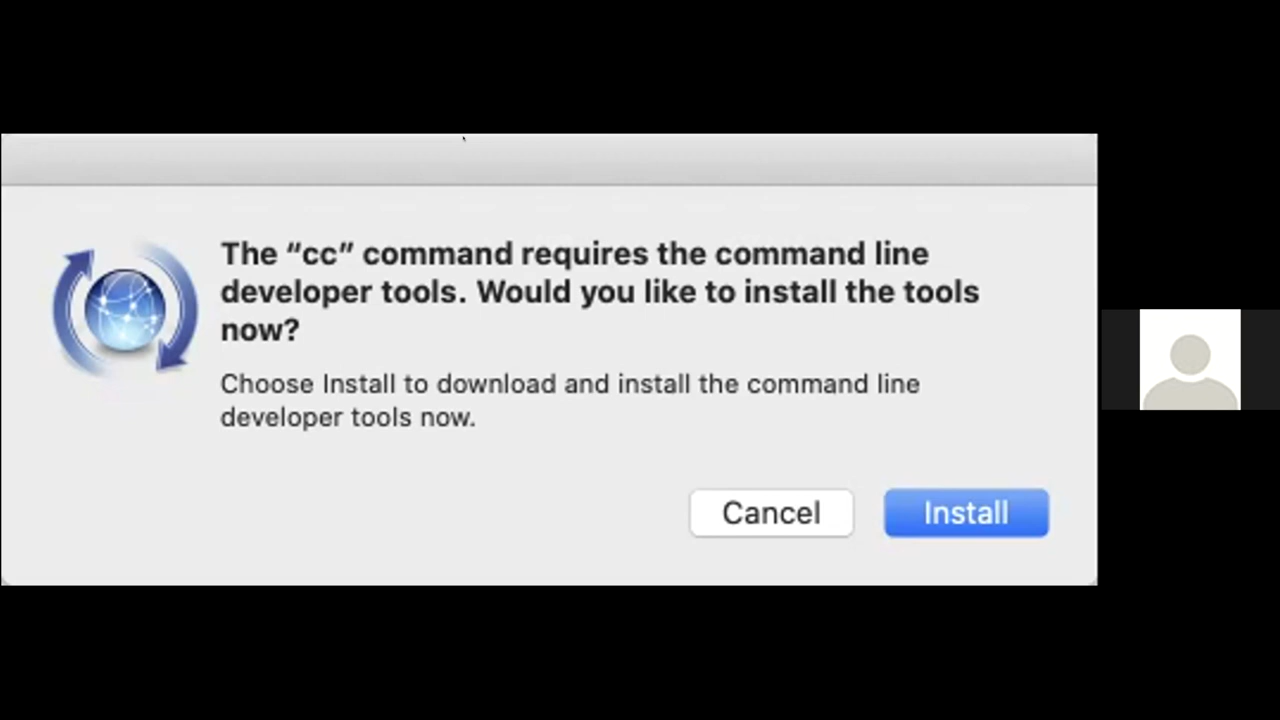 The “cc” command requires the command line
developer tools. Would you like to install the tools
now?
Choose Install to download and install the command line
developer tools now.
Cancel
Install